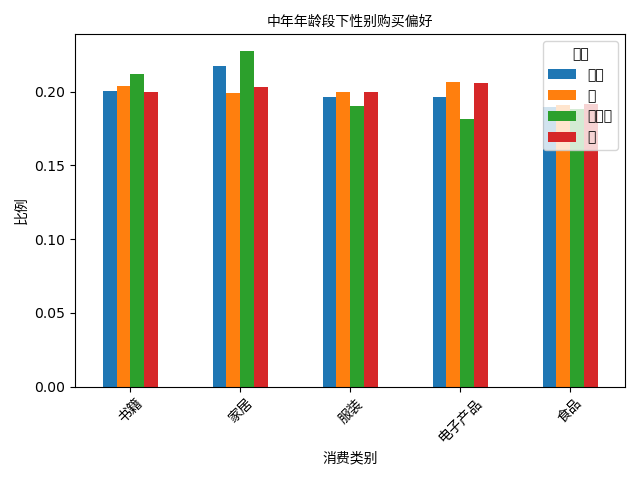 中年年龄段下性别购买偏好
比例
0.20
0.15
0.10
0.05
0.00
书籍
家居
服装
电子产品
食品
消费类别